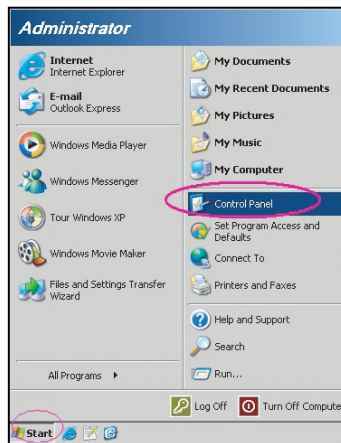 Administrator
Internet
Internet Explorer
E-mail
Outlook Express
Windows Media Player
Windows Messenger
Tour Windows XP
Windows Movie Maker
Files and Settings Transfer
Wizard
All Programs
My Documents
My Recent Documents
My Pictures
My Music
My Computer
Control Panel
Set Program Access and
Defaults
Connect To
Printers and Faxes
Help and Support
Search
Run...
Log Off
Turn Off Compute
Start